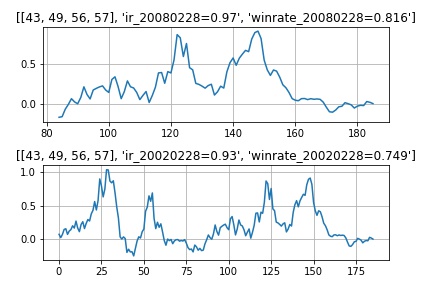 [[43, 49, 56, 57], 'ir_20080228=0.97', 'winrate_20080228=0.816']
0.5
0.0
80 100 120 140 160 180
[[43, 49, 56, 57], 'ir_20020228=0.93', 'winrate_20020228=0.749']
1.0
0.5
0.0
0 25 50 75 100 125 150 175